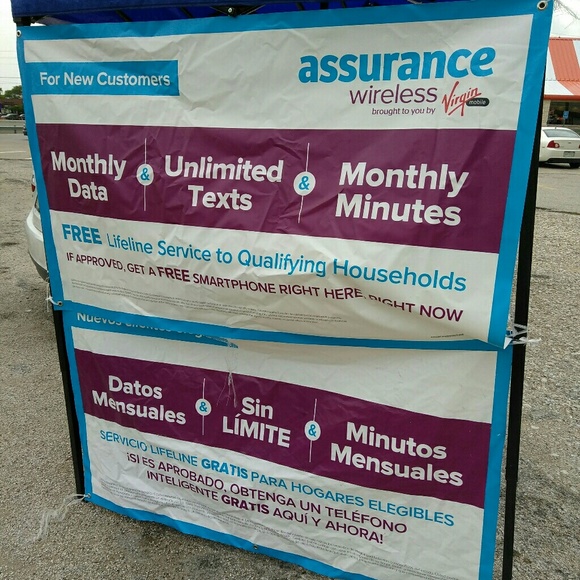 For New Customers
assurance
wireless
brought to you by Virgin mobile
Monthly Data & Unlimited Texts & Monthly Minutes
FREE Lifeline Service to Qualifying Households
IF APPROVED, GET A FREE SMARTPHONE RIGHT HERE, RIGHT NOW
Nuevos
Datos Mensuales & Sin LÍMITE & Minutos Mensuales
SERVICIO LIFELINE GRATIS PARA HOGARES ELEGIBLES
¡SI ES APROBADO, OBTENGA UN TELÉFONO
INTELIGENTE GRATIS AQUÍ Y AHORA!